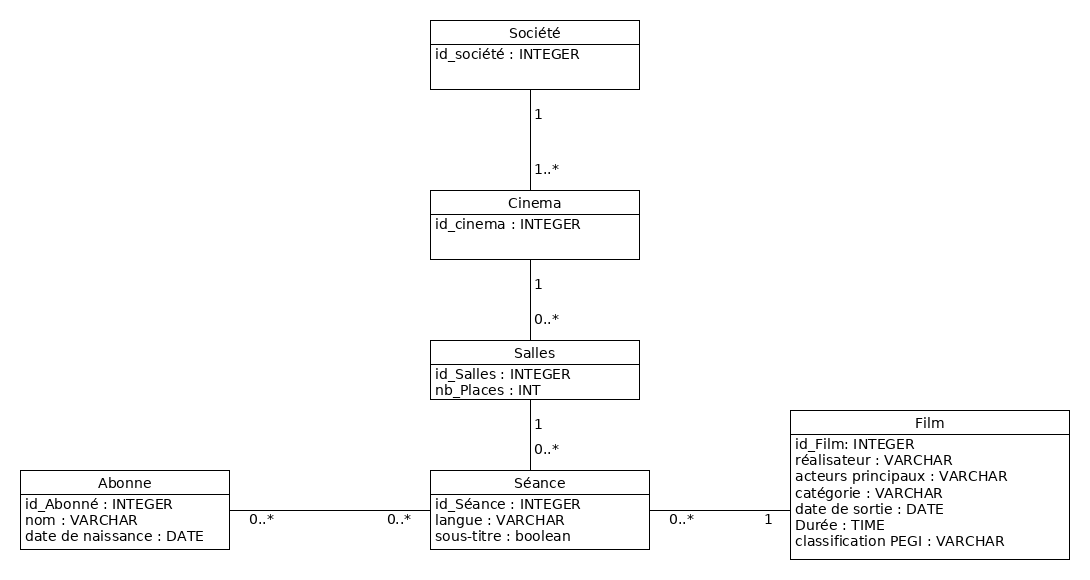 Société
id_société : INTEGER
1
1..*
Cinema
id_cinema : INTEGER
1
0..*
Salles
id_Salles : INTEGER
nb_Places : INT
1
0..*
Abonne
id_Abonné : INTEGER
nom : VARCHAR
date de naissance : DATE
0..*
0..*
Séance
id_Séance : INTEGER
langue : VARCHAR
sous-titre : boolean
0..*
1
Film
id_Film: INTEGER
réalisateur : VARCHAR
acteurs principaux : VARCHAR
catégorie : VARCHAR
date de sortie : DATE
Durée : TIME
classification PEGI : VARCHAR